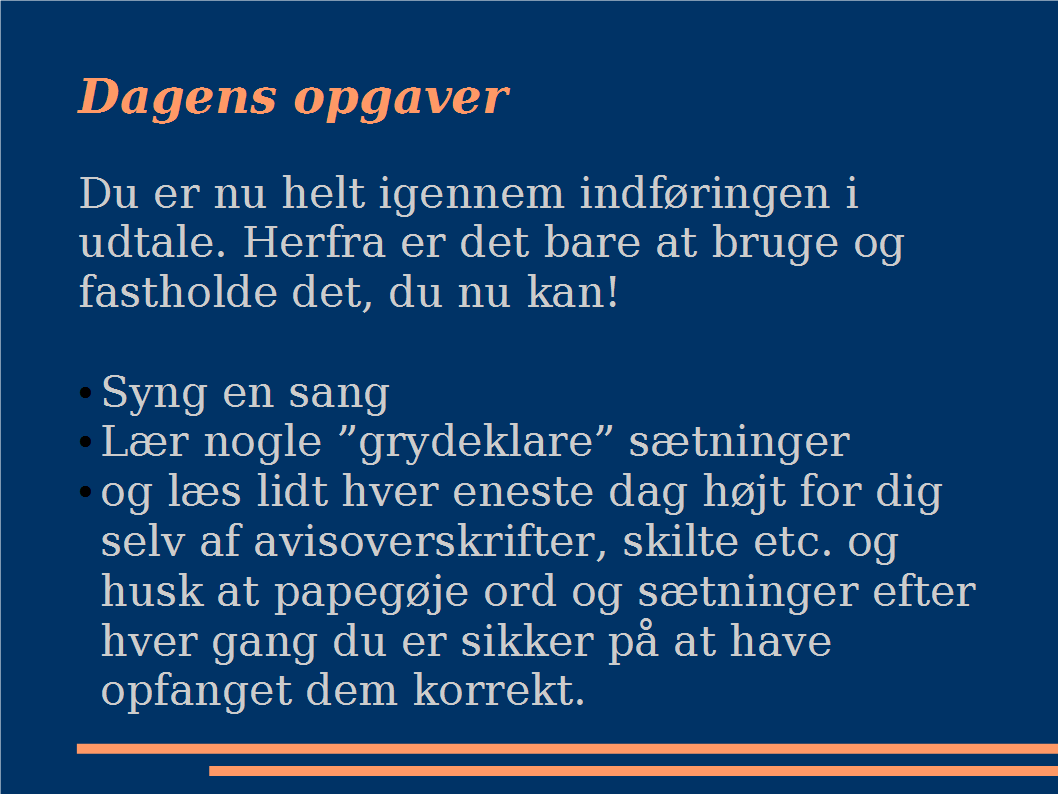 Dagens opgaver
Du er nu helt igennem indføringen i
udtale. Herfra er det bare at bruge og
fastholde det, du nu kan!
• Syng en sang
• Lær nogle ”grydeklare” sætninger
• og læs lidt hver eneste dag højt for dig
selv af avisoverskrifter, skilte etc. og
husk at papegøje ord og sætninger efter
hver gang du er sikker på at have
opfanget dem korrekt.